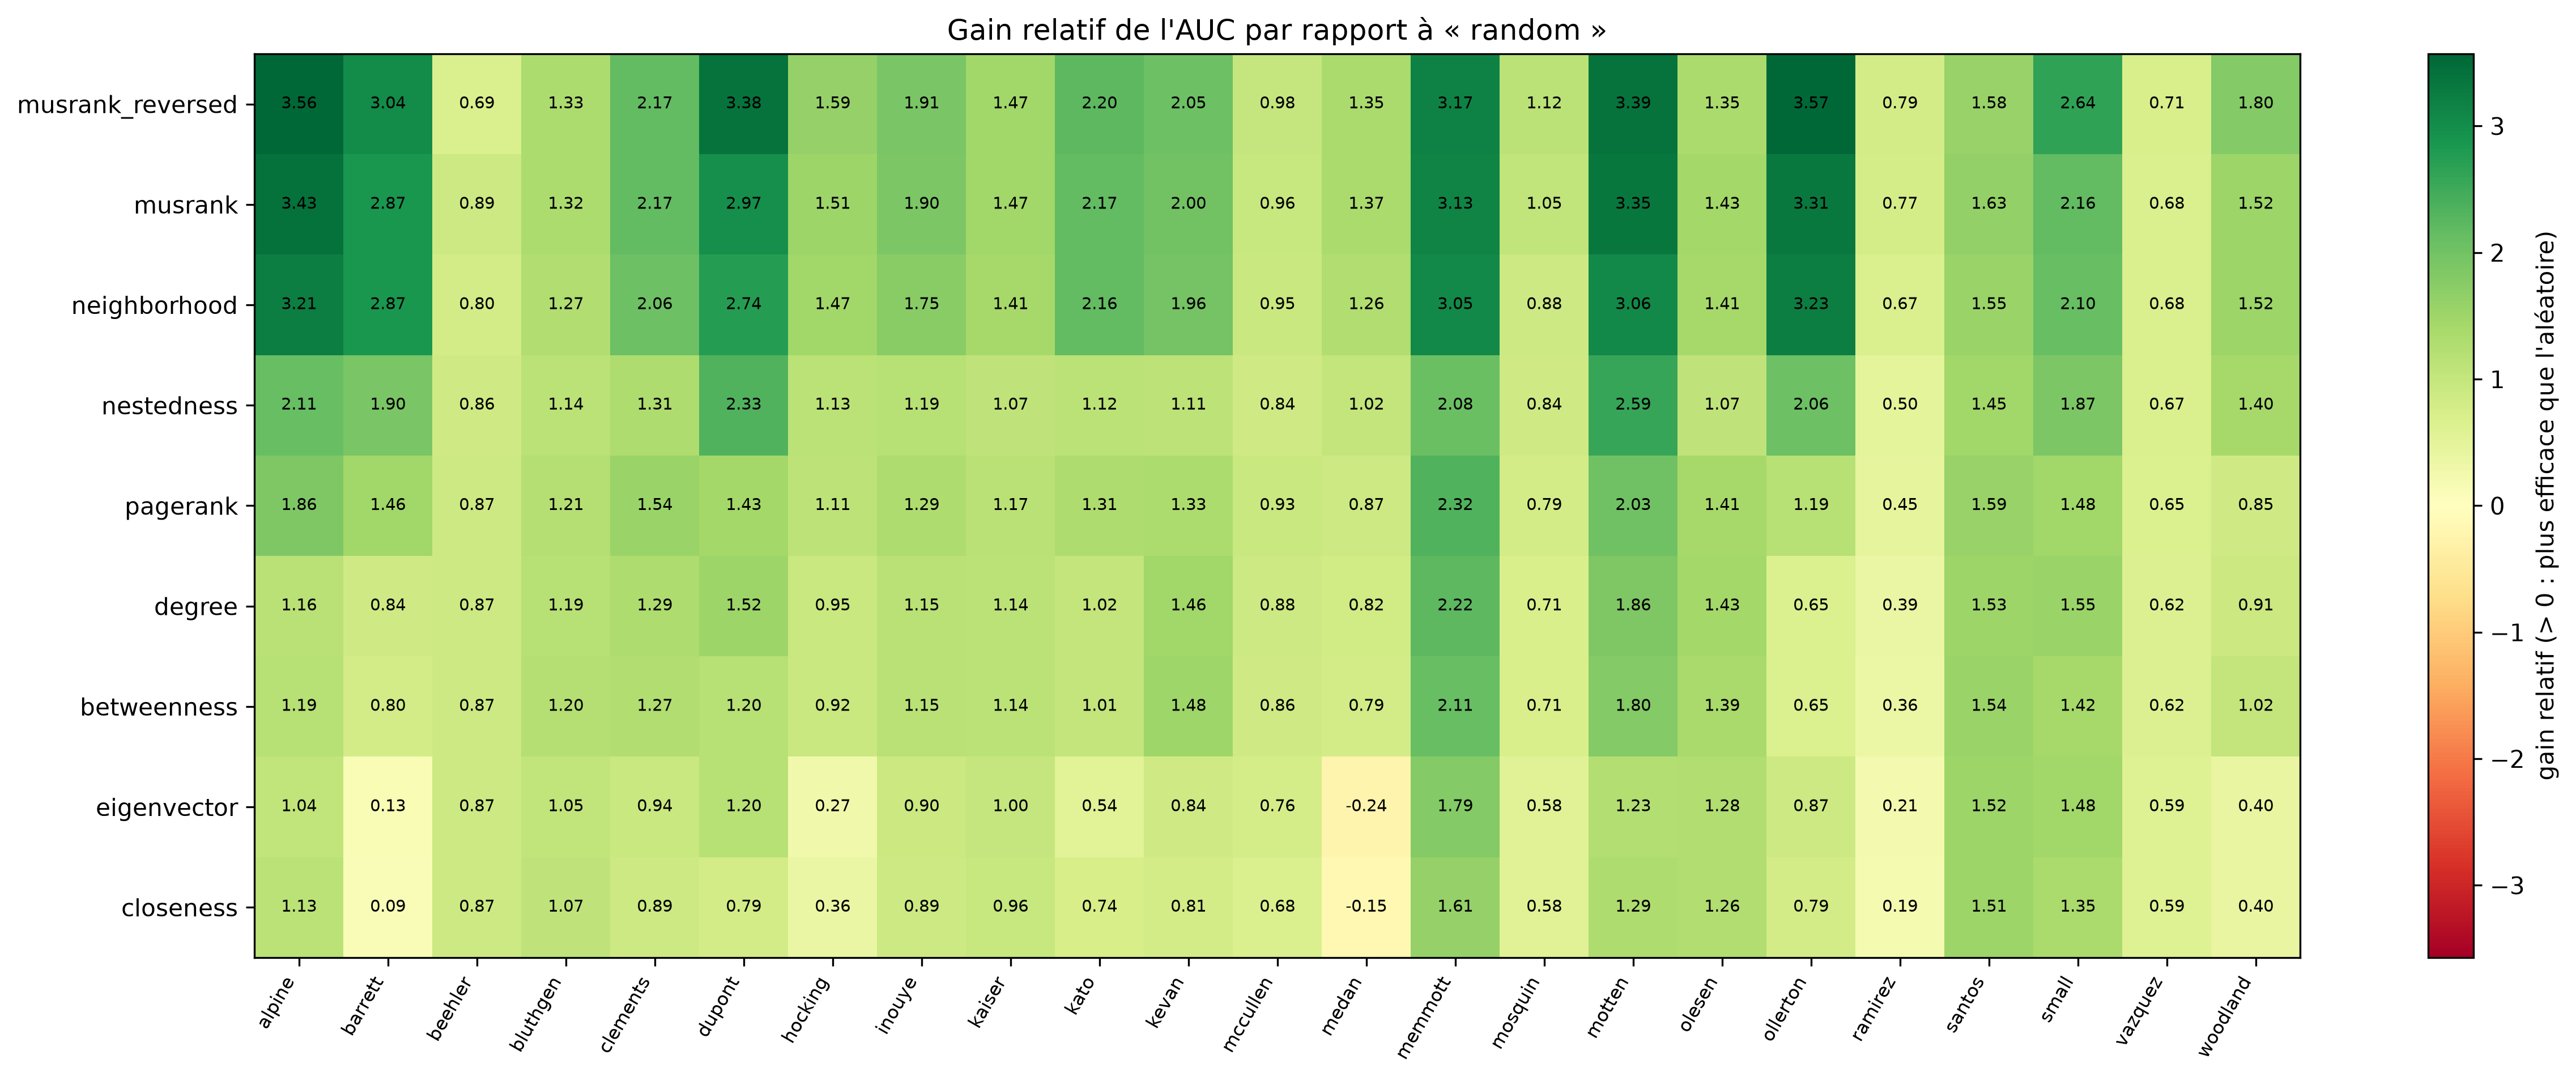 Gain relatif de l'AUC par rapport à « random »
musrank_reversed 3.56 3.04 0.69 1.33 2.17 3.38 1.59 1.91 1.47 2.20 2.05 0.98 1.35 3.17 1.12 3.39 1.35 3.57 0.79 1.58 2.64 0.71 1.80
musrank 3.43 2.87 0.89 1.32 2.17 2.97 1.51 1.90 1.47 2.17 2.00 0.96 1.37 3.13 1.05 3.35 1.43 3.31 0.77 1.63 2.16 0.68 1.52
neighborhood 3.21 2.87 0.80 1.27 2.06 2.74 1.47 1.75 1.41 2.16 1.96 0.95 1.26 3.05 0.88 3.06 1.41 3.23 0.67 1.55 2.10 0.68 1.52
nestedness 2.11 1.90 0.86 1.14 1.31 2.33 1.13 1.19 1.07 1.12 1.11 0.84 1.02 2.08 0.84 2.59 1.07 2.06 0.50 1.45 1.87 0.67 1.40
pagerank 1.86 1.46 0.87 1.21 1.54 1.43 1.11 1.29 1.17 1.31 1.33 0.93 0.87 2.32 0.79 2.03 1.41 1.19 0.45 1.59 1.48 0.65 0.85
degree 1.16 0.84 0.87 1.19 1.29 1.52 0.95 1.15 1.14 1.02 1.46 0.88 0.82 2.22 0.71 1.86 1.43 0.65 0.39 1.53 1.55 0.62 0.91
betweenness 1.19 0.80 0.87 1.20 1.27 1.20 0.92 1.15 1.14 1.01 1.48 0.86 0.79 2.11 0.71 1.80 1.39 0.65 0.36 1.54 1.42 0.62 1.02
eigenvector 1.04 0.13 0.87 1.05 0.94 1.20 0.27 0.90 1.00 0.54 0.84 0.76 -0.24 1.79 0.58 1.23 1.28 0.87 0.21 1.52 1.48 0.59 0.40
closeness 1.13 0.09 0.87 1.07 0.89 0.79 0.36 0.89 0.96 0.74 0.81 0.68 -0.15 1.61 0.58 1.29 1.26 0.79 0.19 1.51 1.35 0.59 0.40
alpine barrett beehler bluthgen clements dupont hocking inouye kaiser kato kevan mccullen medan memmott mosquin motten olesen ollerton ramirez santos small vazquez woodland
3
2
1
0
−1
−2
−3
gain relatif (> 0 : plus efficace que l'aléatoire)